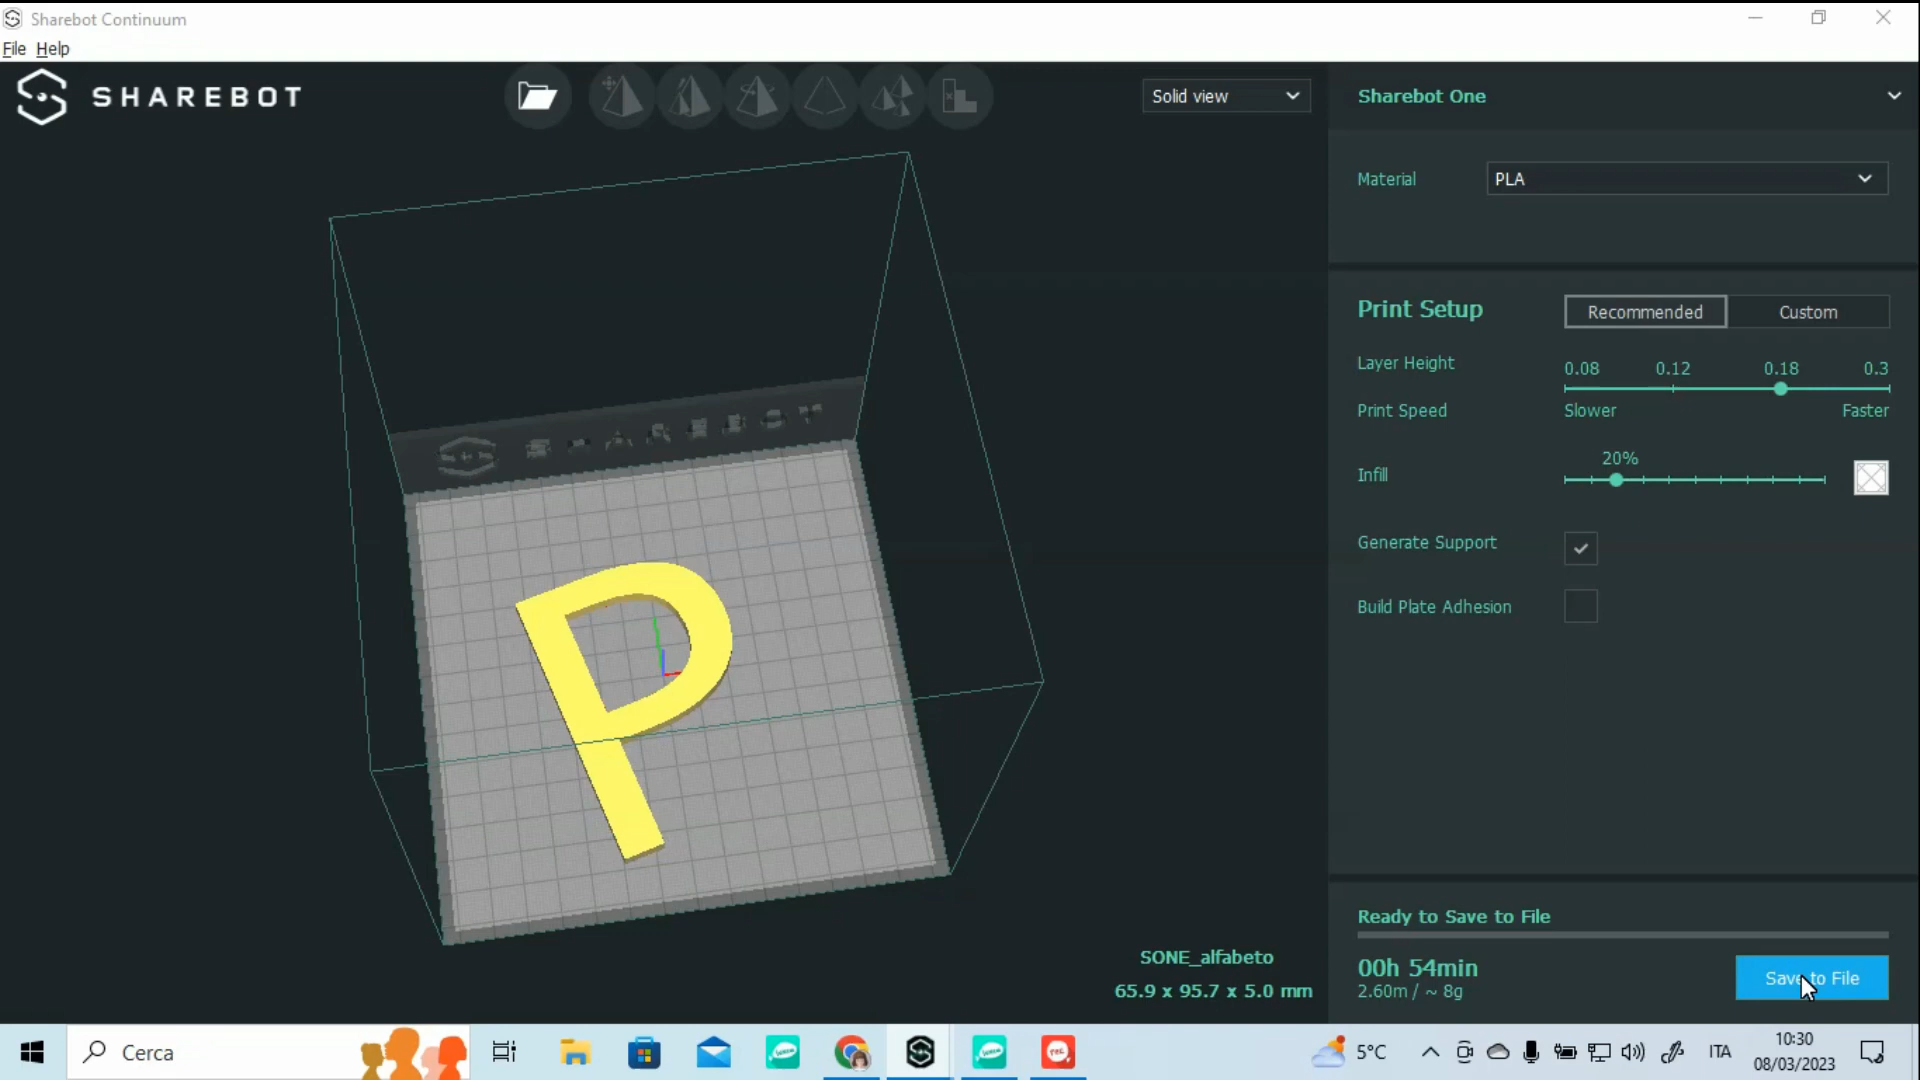 Sharebot Continuum
File Help
SHAREBOT
Solid view
Sharebot One
Material
PLA
Print Setup
Recommended
Custom
Layer Height
0.08 0.12 0.18 0.3
Print Speed
Slower Faster
20%
Infill
Generate Support
Build Plate Adhesion
SHAREBOT
P
SONE_alfabeto
65.9 x 95.7 x 5.0 mm
Ready to Save to File
00h 54min
2.60m / ~ 8g
Save to File
Cerca
rec
5°C
ITA
10:30
08/03/2023